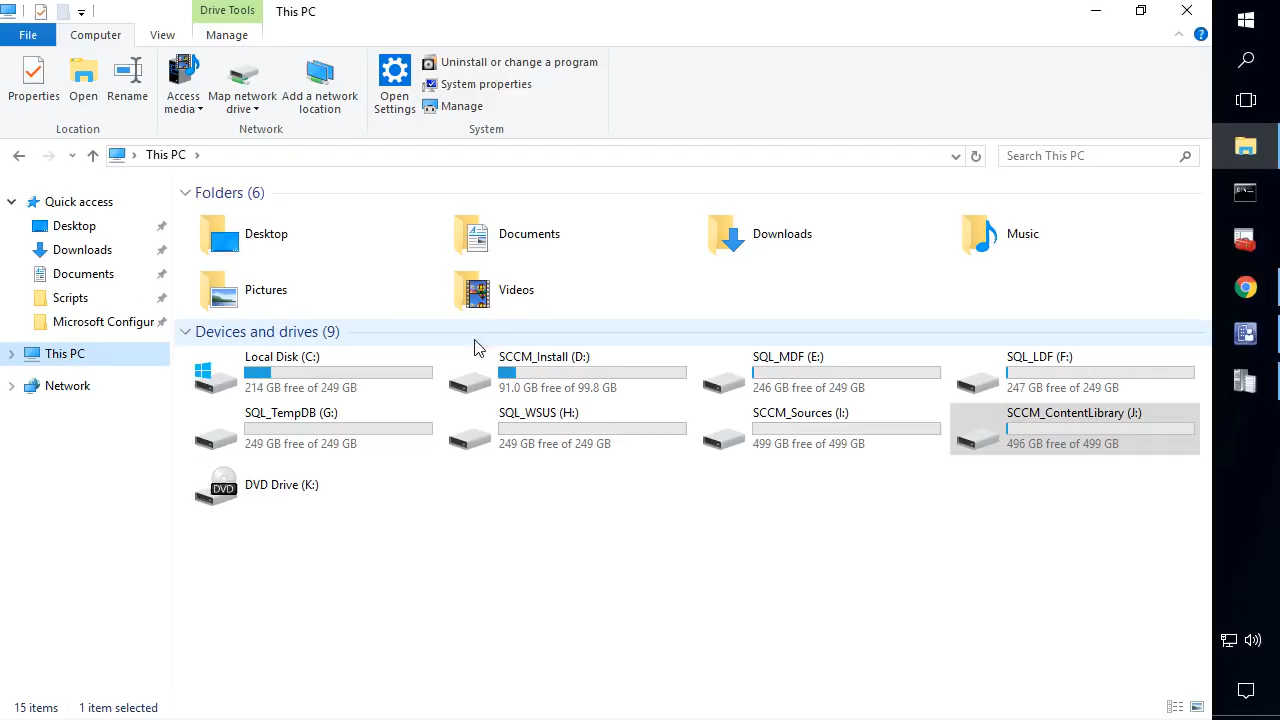 Drive Tools
This PC
File
Computer
View
Manage
Properties
Open
Rename
Access media
Map network drive
Add a network location
Open Settings
Uninstall or change a program
System properties
Manage
Location
Network
System
This PC
Search This PC
Quick access
Desktop
Downloads
Documents
Scripts
Microsoft Configur
This PC
Network
Folders (6)
Desktop
Documents
Downloads
Music
Pictures
Videos
Devices and drives (9)
Local Disk (C:)
214 GB free of 249 GB
SCCM_Install (D:)
91.0 GB free of 99.8 GB
SQL_MDF (E:)
246 GB free of 249 GB
SQL_LDF (F:)
247 GB free of 249 GB
SQL_TempDB (G:)
249 GB free of 249 GB
SQL_WSUS (H:)
249 GB free of 249 GB
SCCM_Sources (I:)
499 GB free of 499 GB
SCCM_ContentLibrary (J:)
496 GB free of 499 GB
DVD
DVD Drive (K:)
15 items
1 item selected